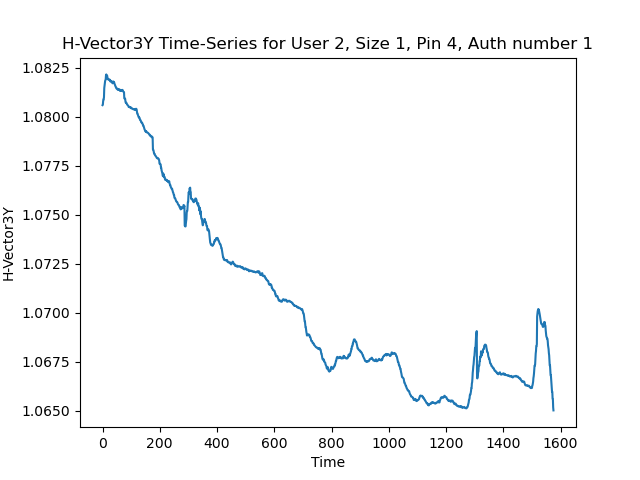 H-Vector3Y Time-Series for User 2, Size 1, Pin 4, Auth number 1
1.0825
1.0800
1.0775
1.0750
1.0725
1.0700
1.0675
1.0650
H-Vector3Y
0 200 400 600 800 1000 1200 1400 1600
Time